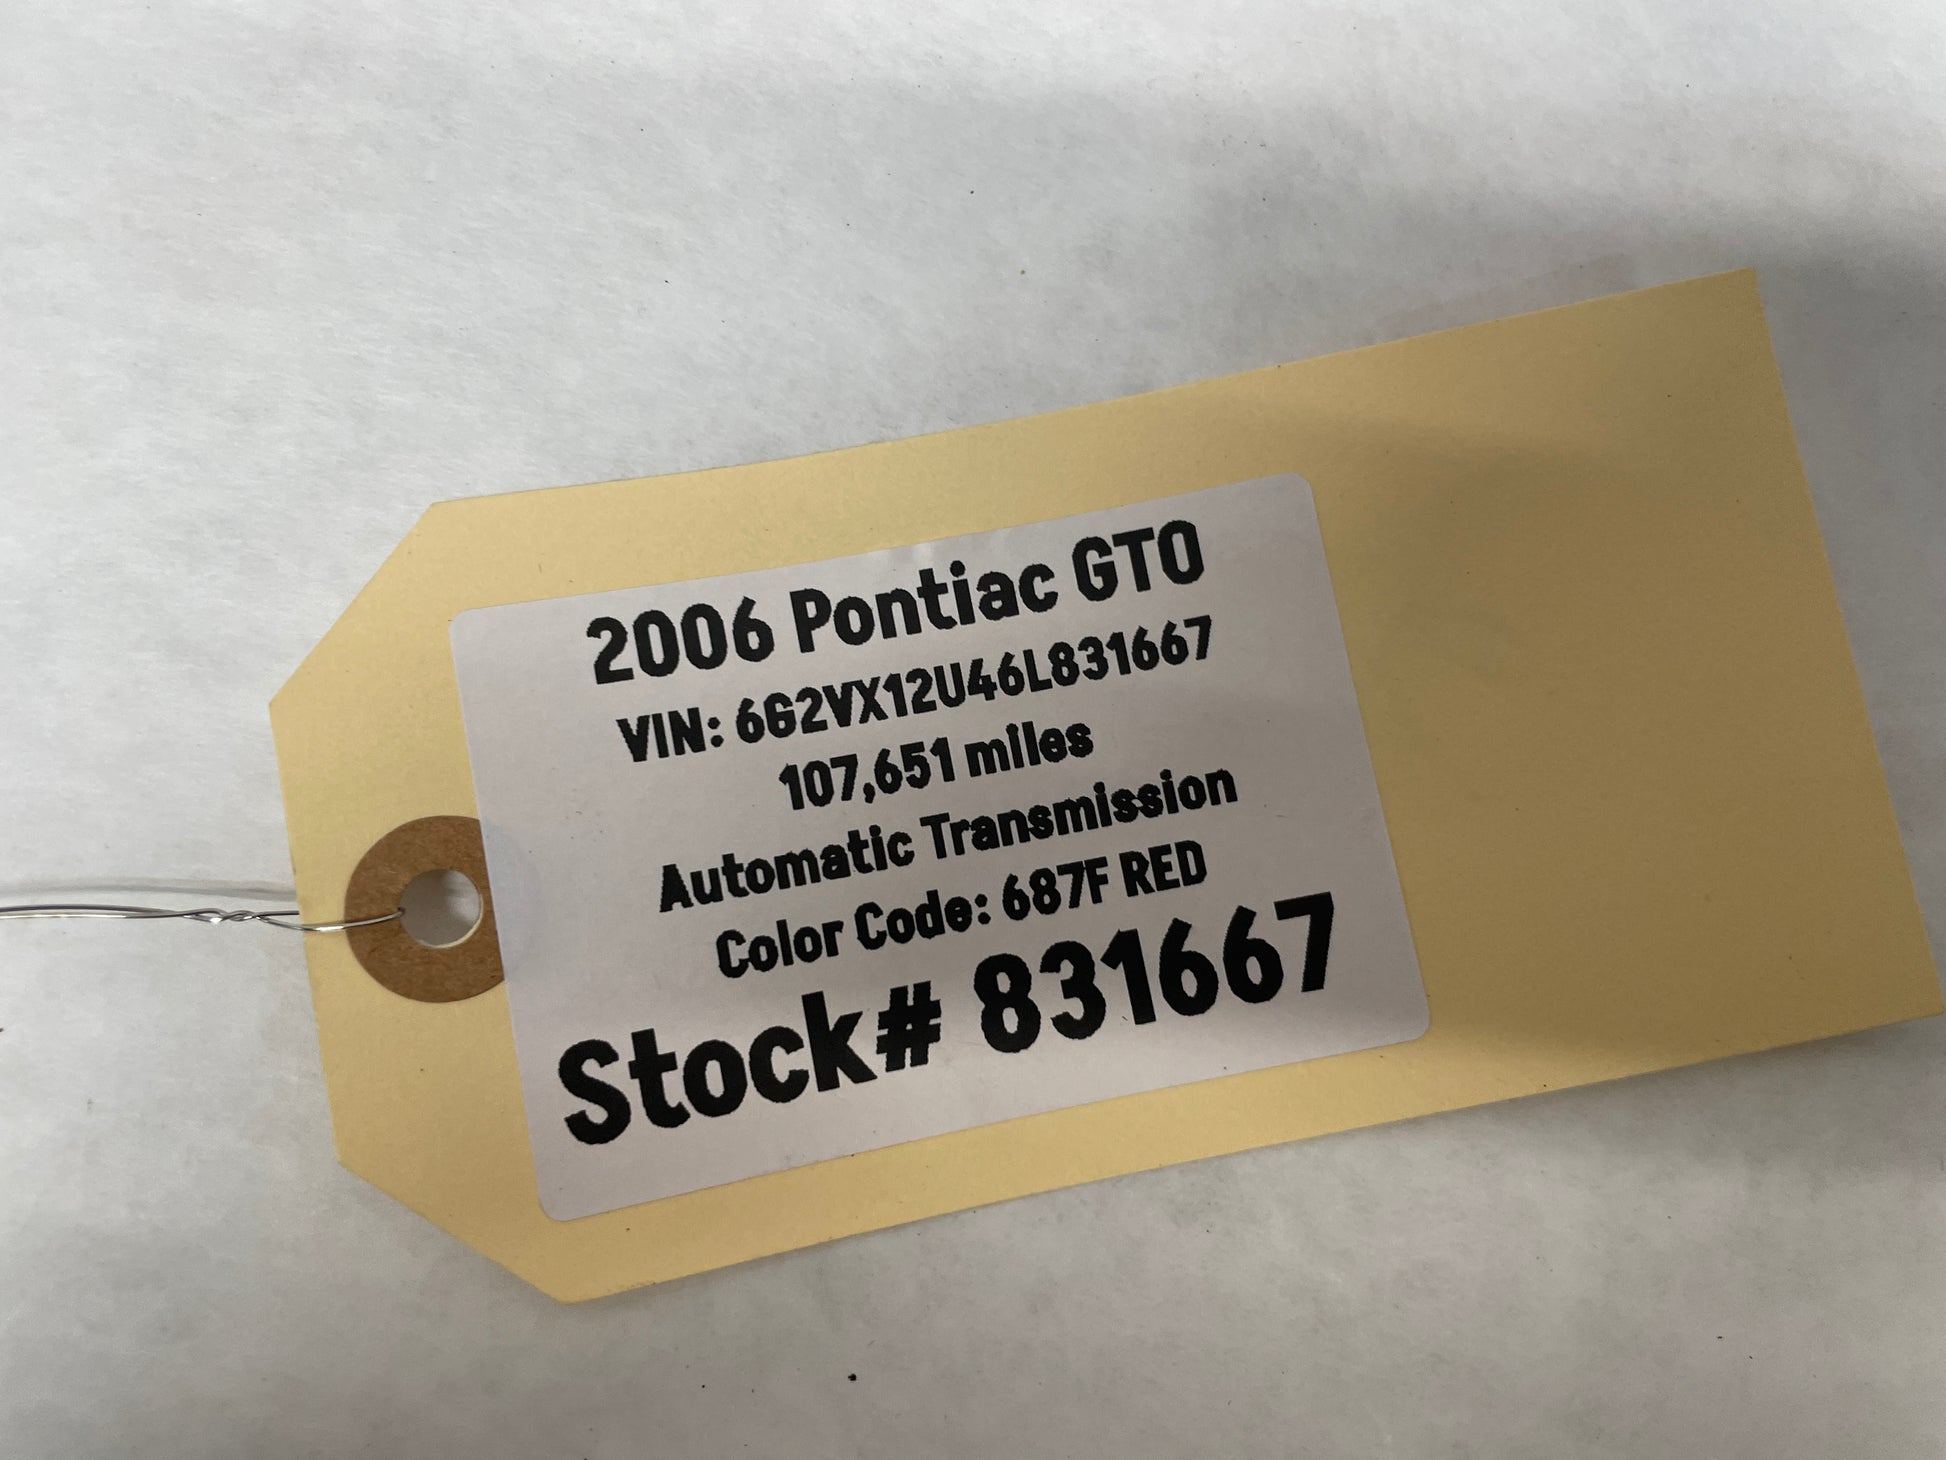 2006 Pontiac GTO
VIN: 6G2VX12U46L831667
107,651 miles
Automatic Transmission
Color Code: 687F RED
Stock# 831667